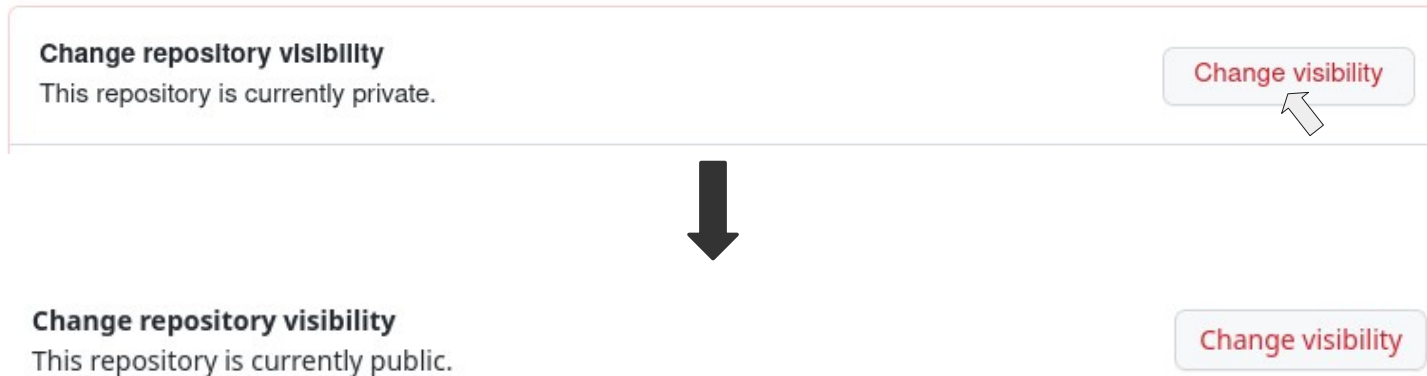 Change repository visibility
This repository is currently private.
Change visibility
Change repository visibility
This repository is currently public.
Change visibility